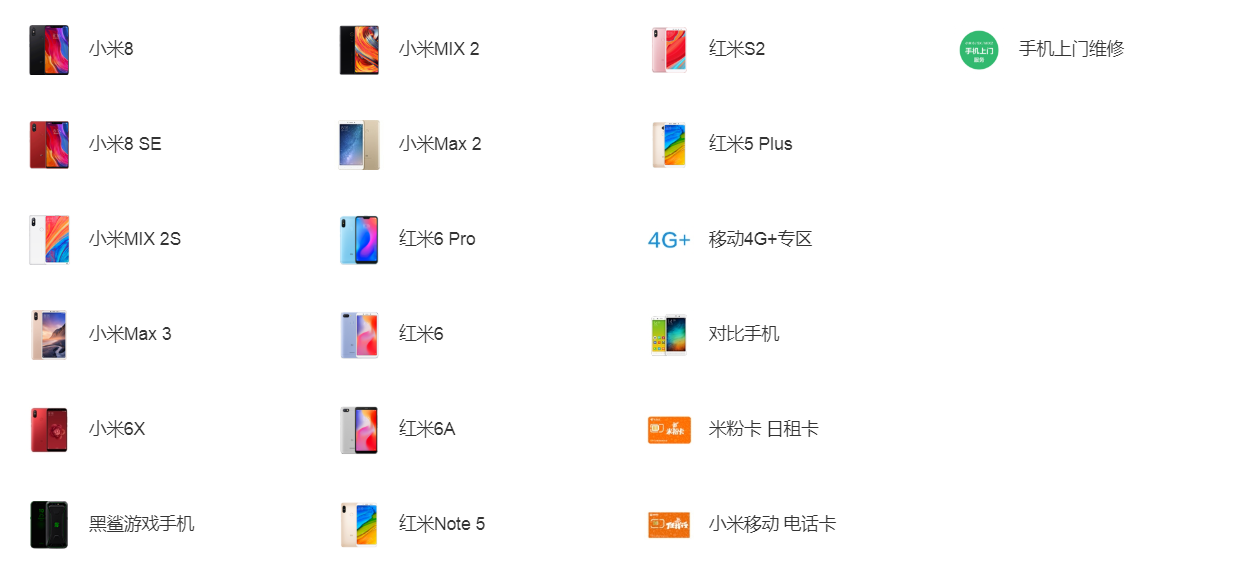 小米8
小米MIX 2
红米S2
手机上门
手机上门维修
小米8 SE
小米Max 2
红米5 Plus
小米MIX 2S
红米6 Pro
4G+
移动4G+专区
小米Max 3
红米6
对比手机
小米6X
红米6A
米粉卡
米粉卡 日租卡
黑鲨游戏手机
红米Note 5
小米移动 电话卡